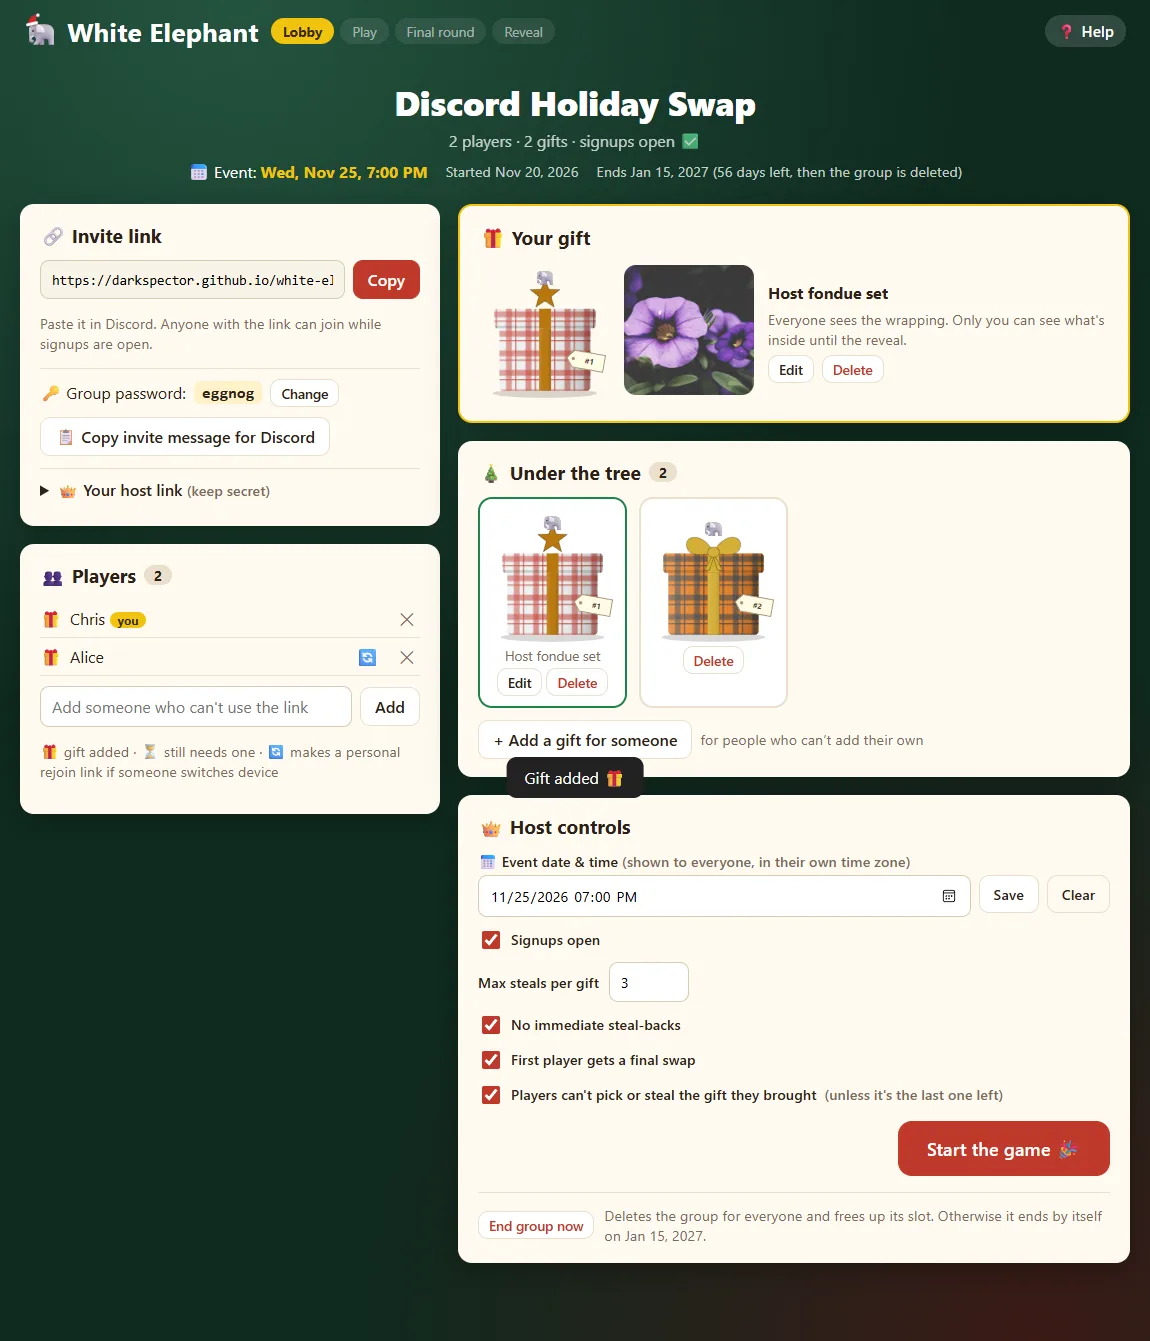 White Elephant
Lobby
Play
Final round
Reveal
Help
Discord Holiday Swap
2 players · 2 gifts · signups open
Event: Wed, Nov 25, 7:00 PM
Started Nov 20, 2026
Ends Jan 15, 2027 (56 days left, then the group is deleted)
Invite link
https://darkspector.github.io/white-el
Copy
Paste it in Discord. Anyone with the link can join while
signups are open.
Group password: eggnog
Change
Copy invite message for Discord
Your host link (keep secret)
Players 2
Chris you
Alice
Add someone who can't use the link
Add
gift added · still needs one · makes a personal
rejoin link if someone switches device
Your gift
#1
Host fondue set
Everyone sees the wrapping. Only you can see what's
inside until the reveal.
Edit
Delete
Under the tree 2
#1
Host fondue set
Edit
Delete
#2
Delete
+ Add a gift for someone
for people who can't add their own
Gift added
Host controls
Event date & time (shown to everyone, in their own time zone)
11/25/2026 07:00 PM
Save
Clear
Signups open
Max steals per gift
3
No immediate steal-backs
First player gets a final swap
Players can't pick or steal the gift they brought (unless it's the last one left)
Start the game
End group now
Deletes the group for everyone and frees up its slot. Otherwise it ends by itself
on Jan 15, 2027.